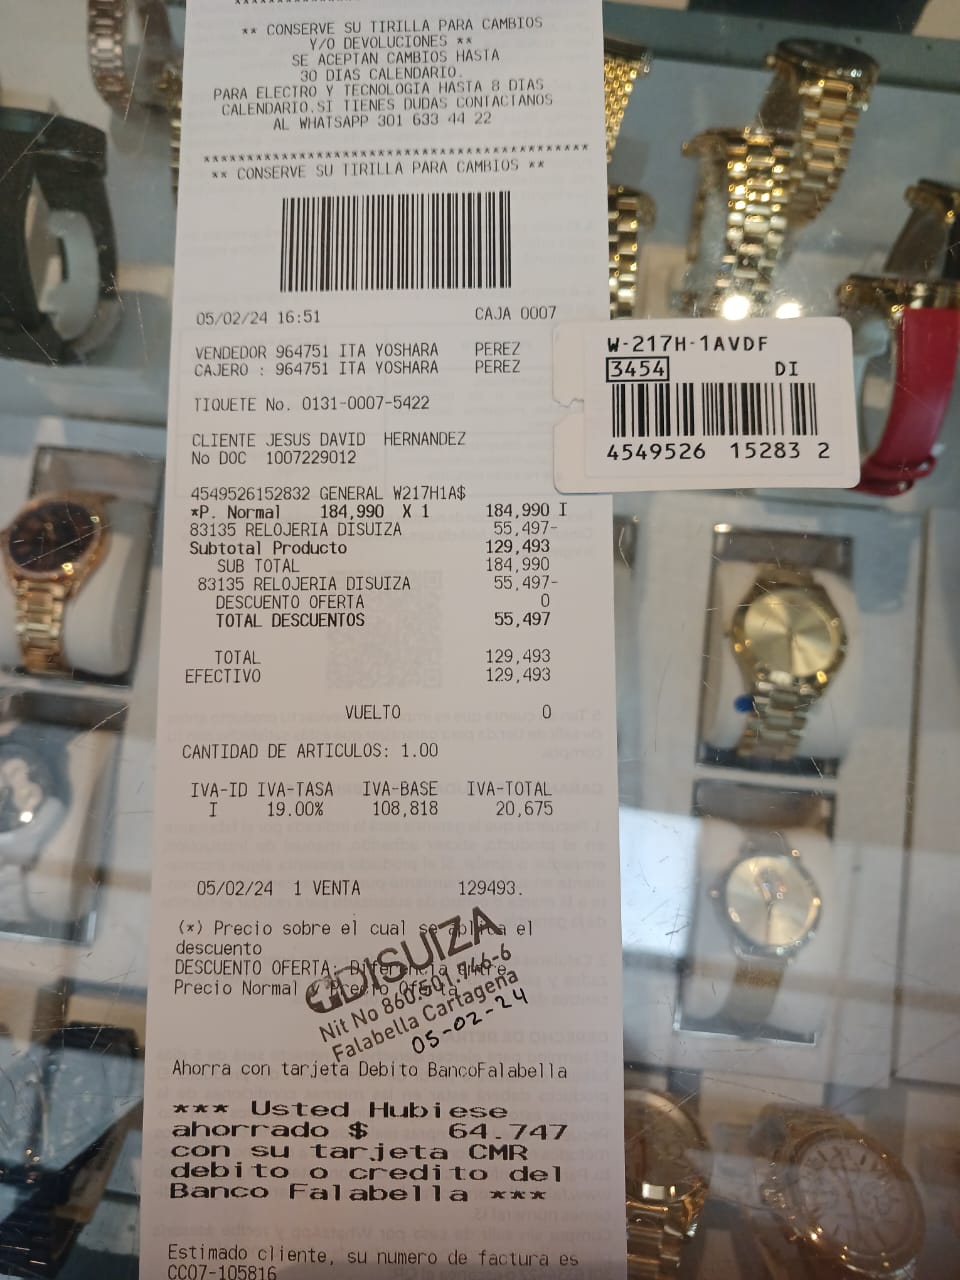 ** CONSERVE SU TIRILLA PARA CAMBIOS
Y/O DEVOLUCIONES **
SE ACEPTAN CAMBIOS HASTA
30 DIAS CALENDARIO.
PARA ELECTRO Y TECNOLOGIA HASTA 8 DIAS
CALENDARIO.SI TIENES DUDAS CONTACTANOS
AL WHATSAPP 301 633 44 22
** CONSERVE SU TIRILLA PARA CAMBIOS **
05/02/24 16:51 CAJA 0007
VENDEDOR 964751 ITA YOSHARA PEREZ
CAJERO : 964751 ITA YOSHARA PEREZ
TIQUETE No. 0131-0007-5422
CLIENTE JESUS DAVID HERNANDEZ
No DOC 1007229012
4549526152832 GENERAL W217H1A$
*P. Normal 184,990 X 1 184,990 I
83135 RELOJERIA DISUIZA 55,497-
Subtotal Producto 129,493
SUB TOTAL 184,990
83135 RELOJERIA DISUIZA 55,497-
DESCUENTO OFERTA 0
TOTAL DESCUENTOS 55,497
TOTAL 129,493
EFECTIVO 129,493
VUELTO 0
CANTIDAD DE ARTICULOS: 1.00
IVA-ID IVA-TASA IVA-BASE IVA-TOTAL
I 19.00% 108,818 20,675
05/02/24 1 VENTA 129493.
(*) Precio sobre el cual se aplica el
descuento
DESCUENTO OFERTA: Diferencia entre
Precio Normal y Precio Oferta
DISUIZA
Nit No 860.501.946-6
Falabella Cartagena
05-02-24
Ahorra con tarjeta Debito BancoFalabella
*** Usted Hubiese
ahorrado $ 64.747
con su tarjeta CMR
debito o credito del
Banco Falabella ***
Estimado cliente, su numero de factura es
CC07-105816
W-217H-1AVDF
3454 DI
4549526 15283 2